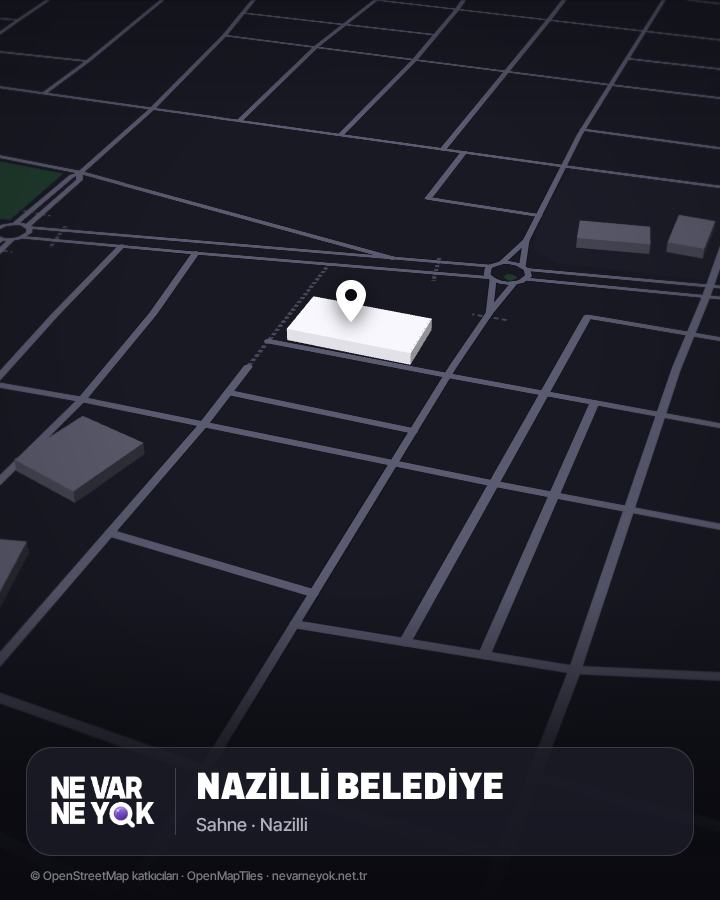 NE VAR
NE YOK
NAZİLLİ BELEDİYE
Sahne · Nazilli
© OpenStreetMap katkıcıları · OpenMapTiles · nevarneyok.net.tr